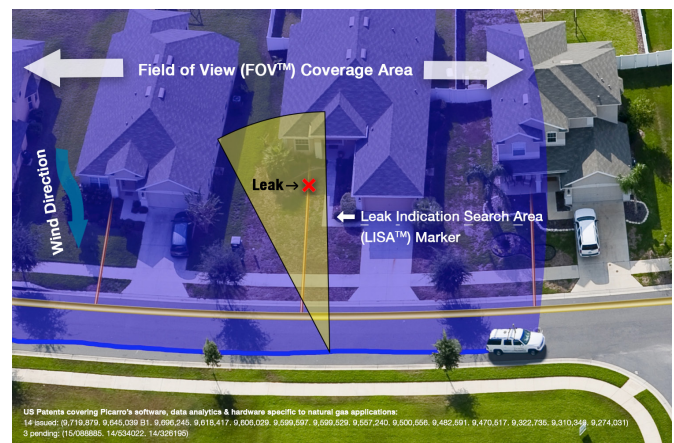 Field of View (FOV™) Coverage Area
Wind Direction
Leak →
Leak Indication Search Area
(LISA™) Marker
US Patents covering Picarro's software, data analytics & hardware specific to natural gas applications:
14 issued: (9,719,879. 9,645,039 B1. 9,696,245. 9,618,417. 9,606,029. 9,599,597. 9,599,529. 9,557,240. 9,500,556. 9,482,591. 9,470,517. 9,322,735. 9,310,346. 9,274,031)
3 pending: (15/088885. 14/534022. 14/326195)